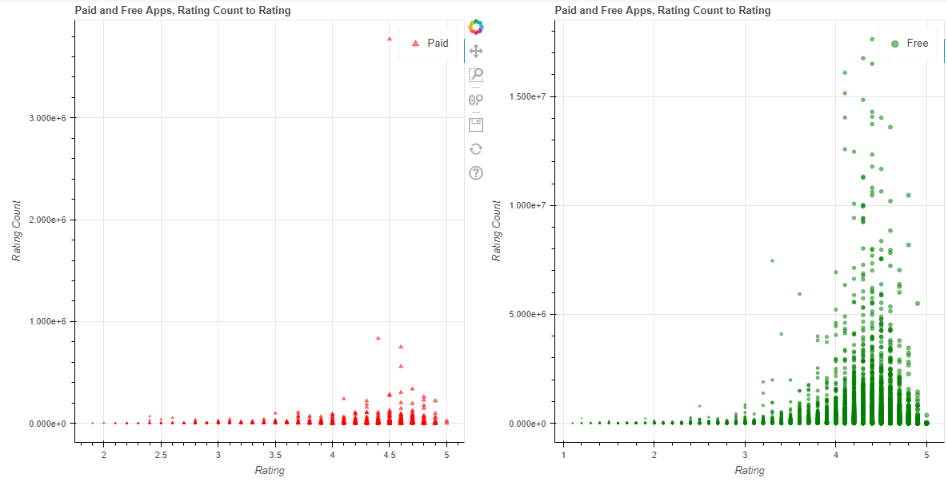 Paid and Free Apps, Rating Count to Rating
Paid
3.000e+6
2.000e+6
1.000e+6
0.000e+0
Rating Count
2
2.5
3
3.5
4
4.5
5
Rating
Paid and Free Apps, Rating Count to Rating
Free
1.500e+7
1.000e+7
5.000e+6
0.000e+0
Rating Count
1
2
3
4
5
Rating